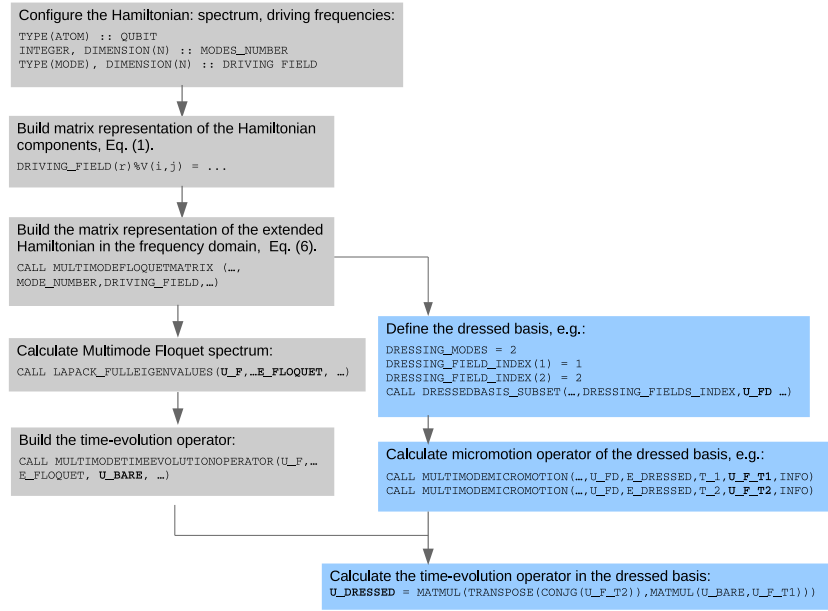 Configure the Hamiltonian: spectrum, driving frequencies:
TYPE(ATOM) :: QUBIT
INTEGER, DIMENSION(N) :: MODES_NUMBER
TYPE(MODE), DIMENSION(N) :: DRIVING FIELD
Build matrix representation of the Hamiltonian
components, Eq. (1).
DRIVING_FIELD(r)%V(i,j) = ...
Build the matrix representation of the extended
Hamiltonian in the frequency domain, Eq. (6).
CALL MULTIMODEFLOQUETMATRIX (…,
MODE_NUMBER,DRIVING_FIELD,…)
Calculate Multimode Floquet spectrum:
CALL LAPACK_FULLEIGENVALUES(U_F,…E_FLOQUET, …)
Build the time-evolution operator:
CALL MULTIMODETIMEEVOLUTIONOPERATOR(U_F,…
E_FLOQUET, U_BARE, …)
Define the dressed basis, e.g.:
DRESSING_MODES = 2
DRESSING_FIELD_INDEX(1) = 1
DRESSING_FIELD_INDEX(2) = 2
CALL DRESSEDBASIS_SUBSET(…,DRESSING_FIELDS_INDEX,U_FD …)
Calculate micromotion operator of the dressed basis, e.g.:
CALL MULTIMODEMICROMOTION(…,U_FD,E_DRESSED,T_1,U_F_T1,INFO)
CALL MULTIMODEMICROMOTION(…,U_FD,E_DRESSED,T_2,U_F_T2,INFO)
Calculate the time-evolution operator in the dressed basis:
U_DRESSED = MATMUL(TRANSPOSE(CONJG(U_F_T2)),MATMUL(U_BARE,U_F_T1)))